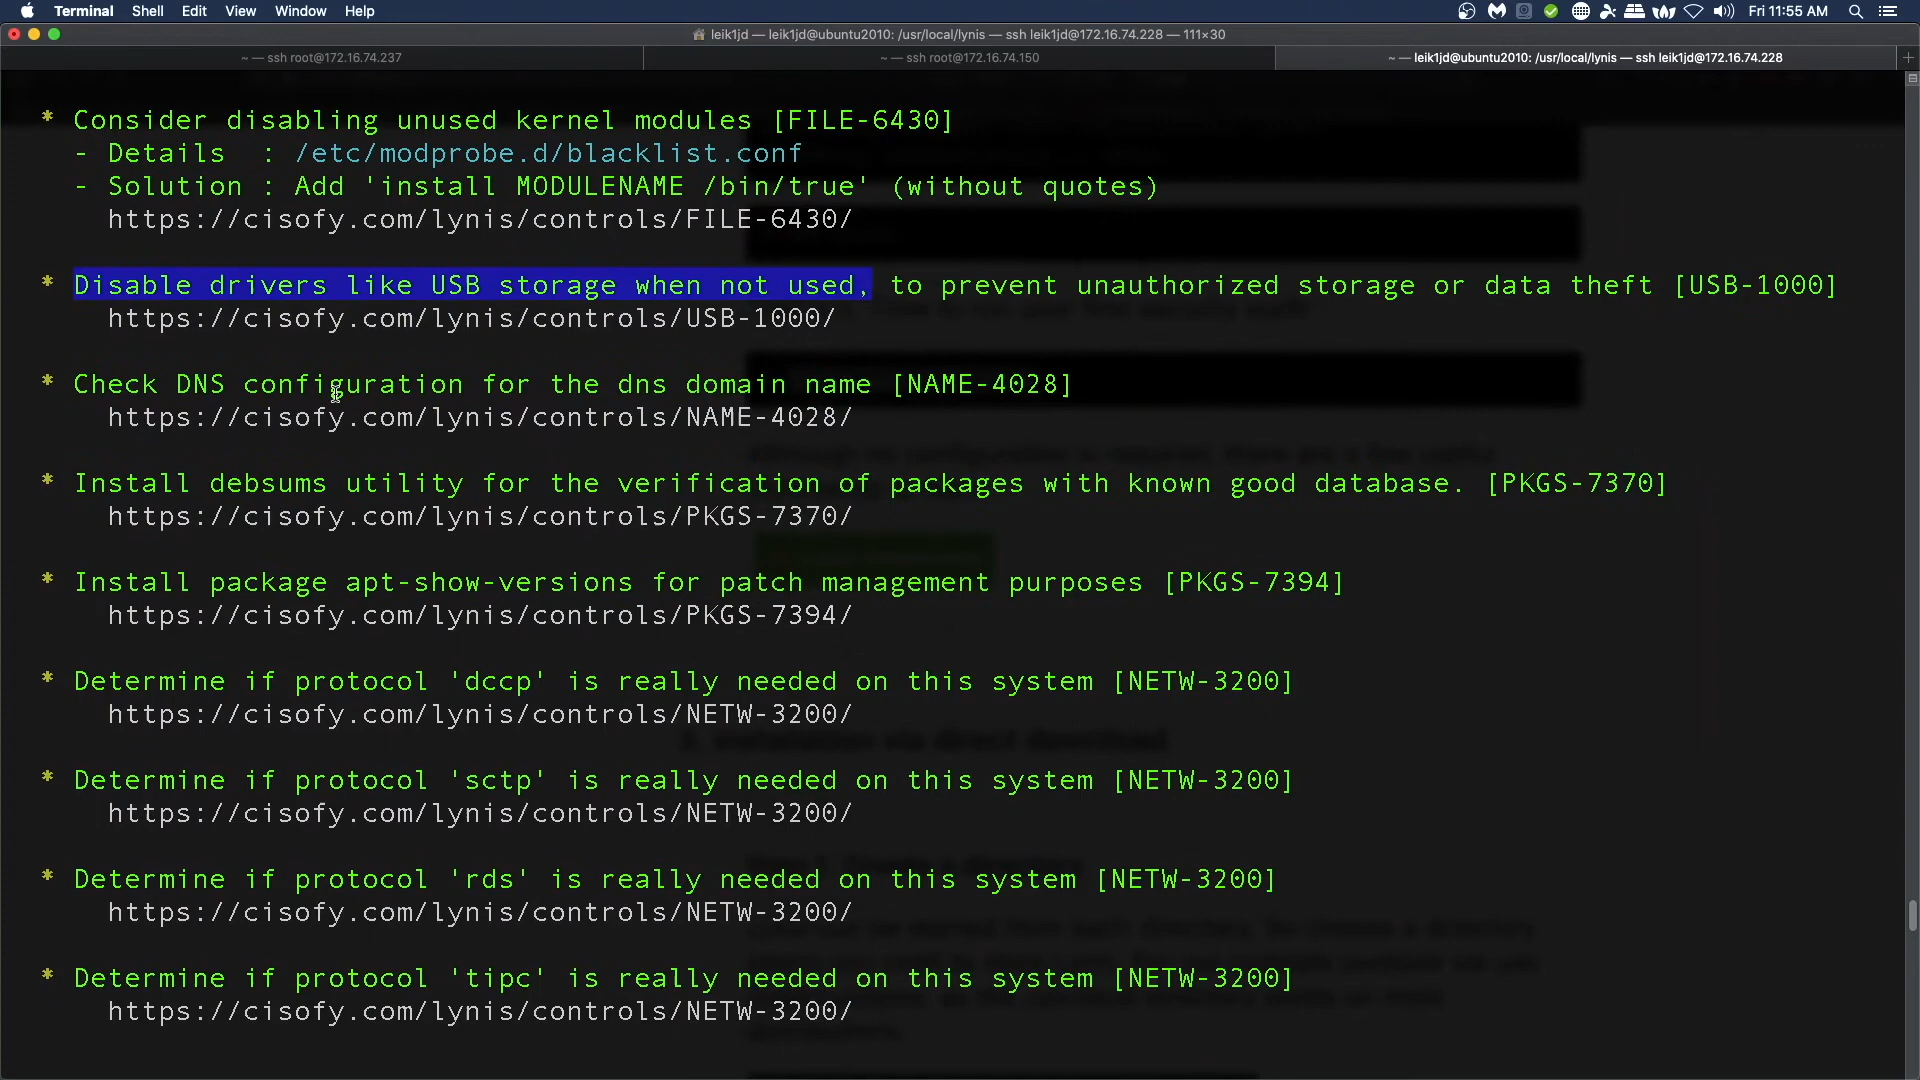 Terminal Shell Edit View Window Help Fri 11:55 AM
leik1jd — leik1jd@ubuntu2010: /usr/local/lynis — ssh leik1jd@172.16.74.228 — 111×30
~ — ssh root@172.16.74.237 ~ — ssh root@172.16.74.150 ~ — leik1jd@ubuntu2010: /usr/local/lynis — ssh leik1jd@172.16.74.228 +
* Consider disabling unused kernel modules [FILE-6430]
- Details : /etc/modprobe.d/blacklist.conf
- Solution : Add 'install MODULENAME /bin/true' (without quotes)
https://cisofy.com/lynis/controls/FILE-6430/
* Disable drivers like USB storage when not used, to prevent unauthorized storage or data theft [USB-1000]
https://cisofy.com/lynis/controls/USB-1000/
* Check DNS configuration for the dns domain name [NAME-4028]
https://cisofy.com/lynis/controls/NAME-4028/
* Install debsums utility for the verification of packages with known good database. [PKGS-7370]
https://cisofy.com/lynis/controls/PKGS-7370/
* Install package apt-show-versions for patch management purposes [PKGS-7394]
https://cisofy.com/lynis/controls/PKGS-7394/
* Determine if protocol 'dccp' is really needed on this system [NETW-3200]
https://cisofy.com/lynis/controls/NETW-3200/
* Determine if protocol 'sctp' is really needed on this system [NETW-3200]
https://cisofy.com/lynis/controls/NETW-3200/
* Determine if protocol 'rds' is really needed on this system [NETW-3200]
https://cisofy.com/lynis/controls/NETW-3200/
* Determine if protocol 'tipc' is really needed on this system [NETW-3200]
https://cisofy.com/lynis/controls/NETW-3200/